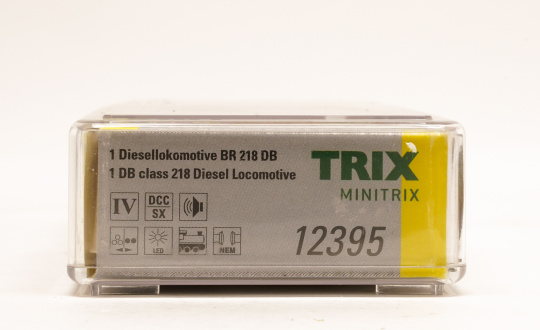 1 Diesellokomotive BR 218 DB
1 DB class 218 Diesel Locomotive
TRIX
MINITRIX
IV
DCC
SX
LED
NEM
12395